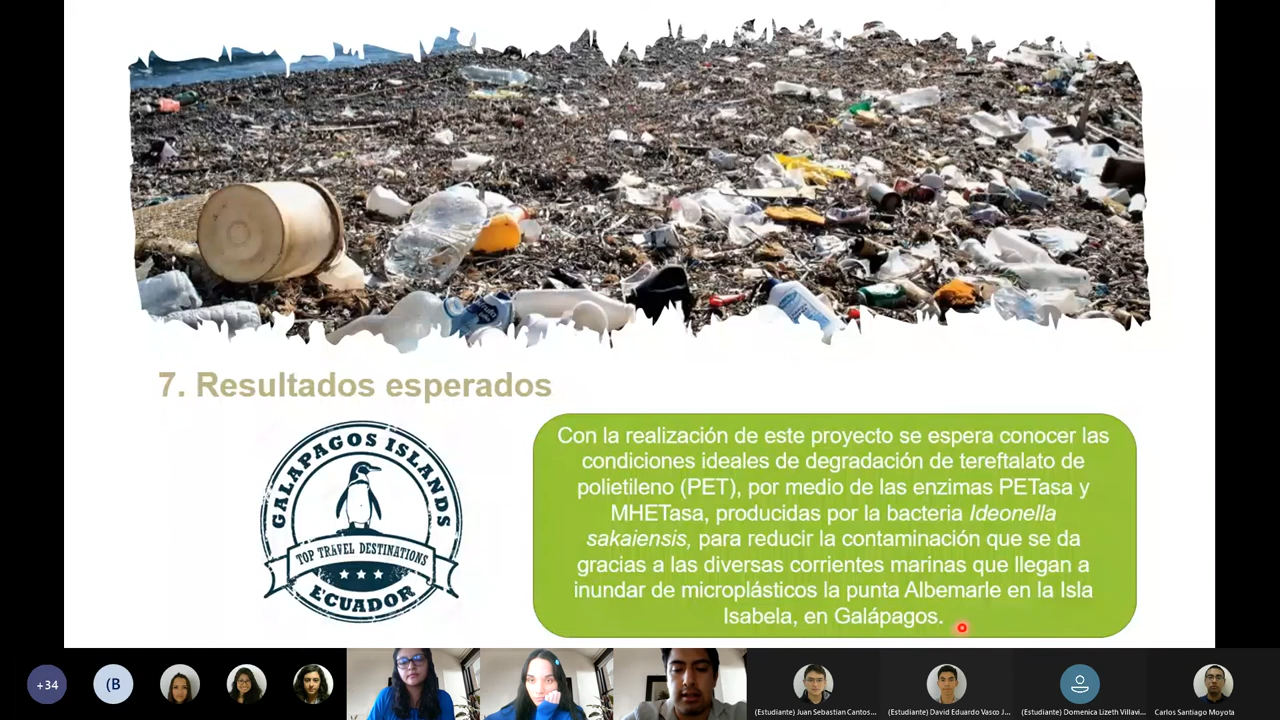 7. Resultados esperados
GALAPAGOS ISLANDS
TOP TRAVEL DESTINATIONS
ECUADOR
Con la realización de este proyecto se espera conocer las
condiciones ideales de degradación de tereftalato de
polietileno (PET), por medio de las enzimas PETasa y
MHETasa, producidas por la bacteria Ideonella
sakaiensis, para reducir la contaminación que se da
gracias a las diversas corrientes marinas que llegan a
inundar de microplásticos la punta Albemarle en la Isla
Isabela, en Galápagos.
+34
(B
(Estudiante) Juan Sebastian Cantos...
(Estudiante) David Eduardo Vasco J...
(Estudiante) Domenica Lizeth Villavi...
Carlos Santiago Moyota